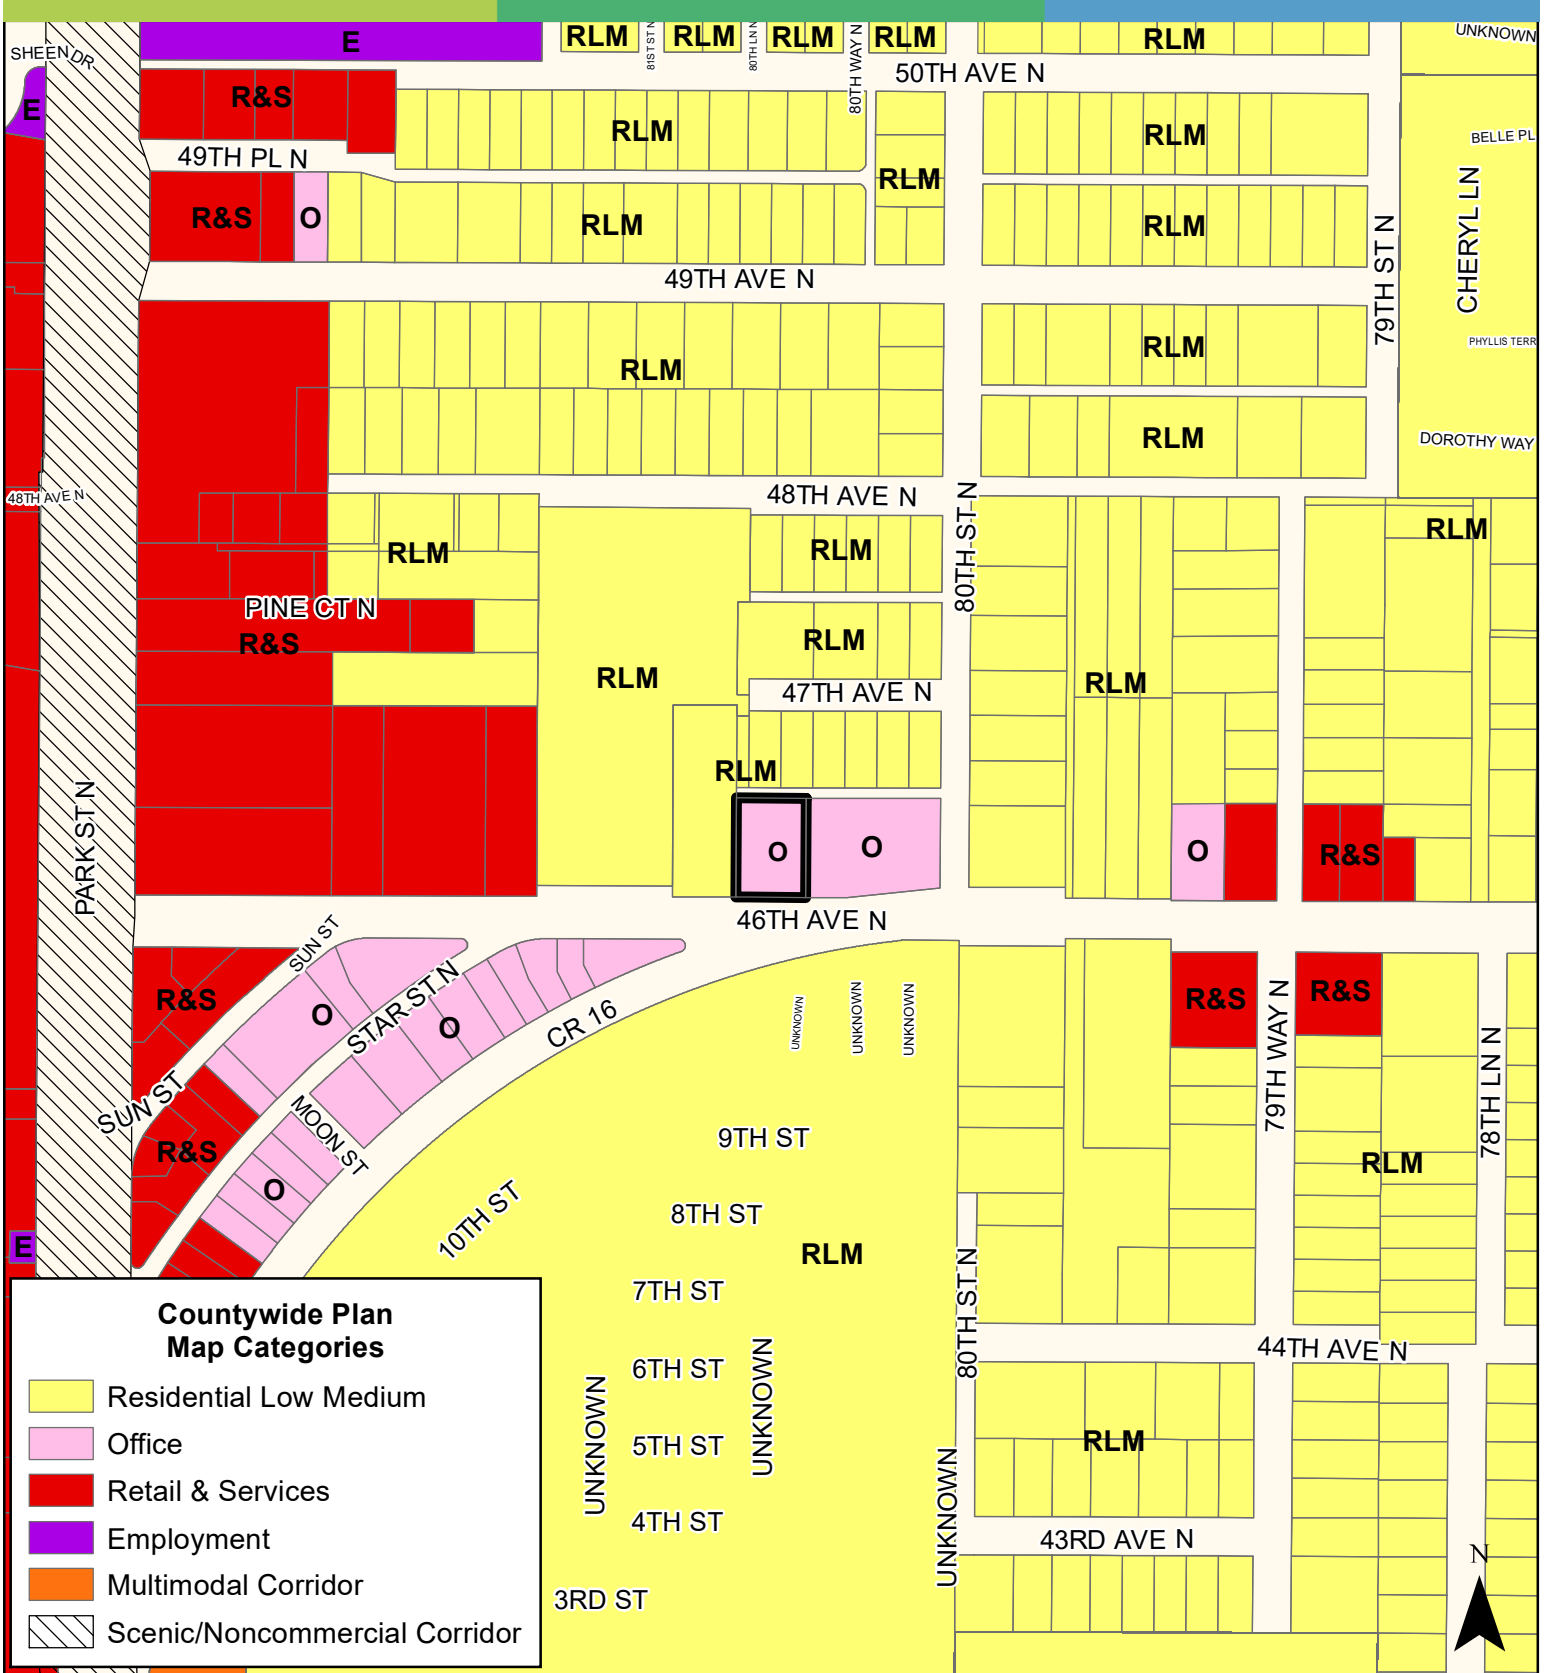 E
RLM
81ST ST N
RLM
80TH LN N
RLM
80TH WAY N
RLM
RLM
UNKNOWN
SHEEN DR
50TH AVE N
E
R&S
RLM
RLM
BELLE PL
49TH PL N
RLM
CHERYL LN
R&S
O
RLM
RLM
79TH ST N
49TH AVE N
RLM
RLM
PHYLLIS TERR
RLM
DOROTHY WAY
48TH AVE N
48TH AVE N
80TH ST N
RLM
RLM
RLM
PINE CT N
R&S
RLM
RLM
RLM
47TH AVE N
RLM
PARK ST N
O
O
O
R&S
46TH AVE N
SUN ST
R&S
O
STAR ST N
O
CR 16
UNKNOWN
UNKNOWN
UNKNOWN
R&S
R&S
79TH WAY N
78TH LN N
SUN ST
MOON ST
R&S
9TH ST
RLM
O
10TH ST
8TH ST
E
RLM
7TH ST
80TH ST N
44TH AVE N
6TH ST
UNKNOWN
UNKNOWN
5TH ST
RLM
4TH ST
UNKNOWN
43RD AVE N
3RD ST
N
Countywide Plan
Map Categories
Residential Low Medium
Office
Retail & Services
Employment
Multimodal Corridor
Scenic/Noncommercial Corridor